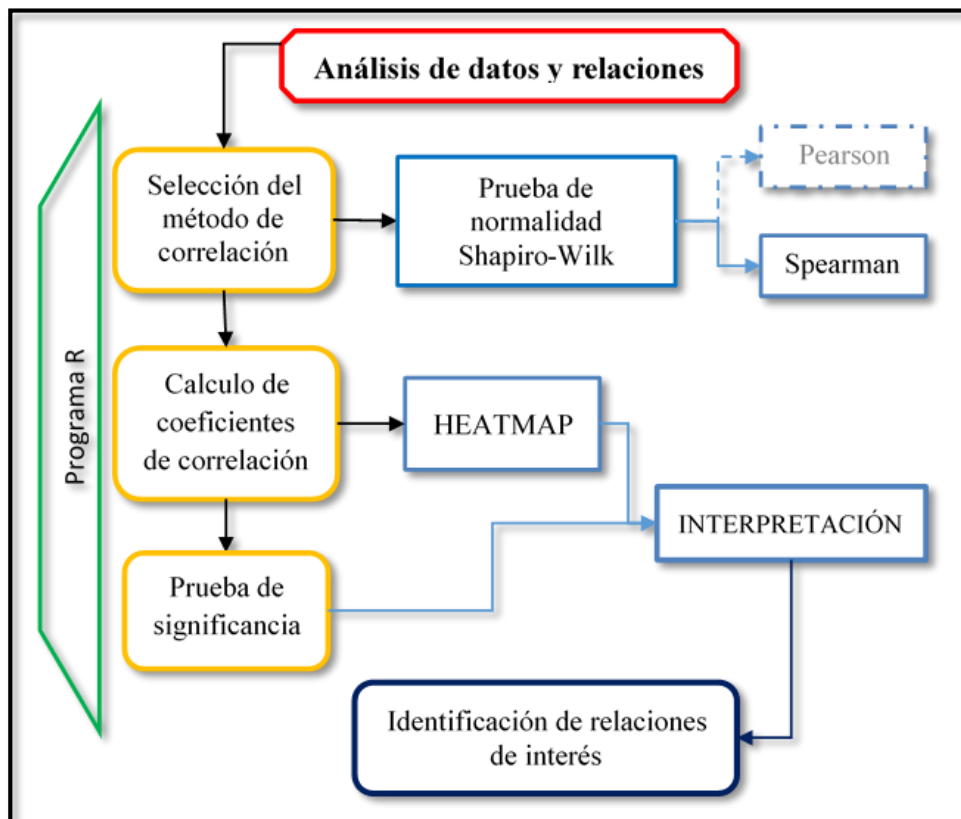 Análisis de datos y relaciones
Selección del
método de
correlación
Prueba de
normalidad
Shapiro-Wilk
Pearson
Spearman
Programa R
Calculo de
coeficientes
de correlación
HEATMAP
INTERPRETACIÓN
Prueba de
significancia
Identificación de relaciones
de interés